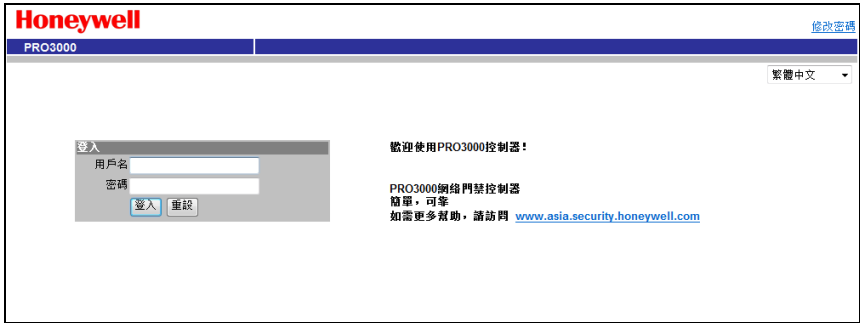 Honeywell
修改密碼
PRO3000
繁體中文
登入
用戶名
密碼
登入 重設
歡迎使用PRO3000控制器!
PRO3000網絡門禁控制器
簡單，可靠
如需更多幫助，請訪問 www.asia.security.honeywell.com